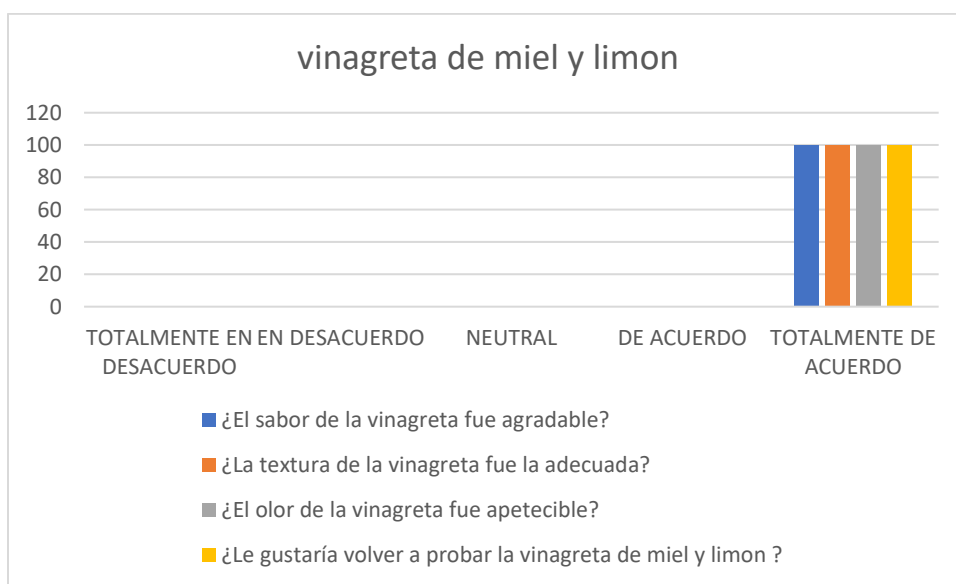 vinagreta de miel y limon
120
100
80
60
40
20
0
TOTALMENTE EN DESACUERDO
EN DESACUERDO
NEUTRAL
DE ACUERDO
TOTALMENTE DE ACUERDO
¿El sabor de la vinagreta fue agradable?
¿La textura de la vinagreta fue la adecuada?
¿El olor de la vinagreta fue apetecible?
¿Le gustaría volver a probar la vinagreta de miel y limon ?